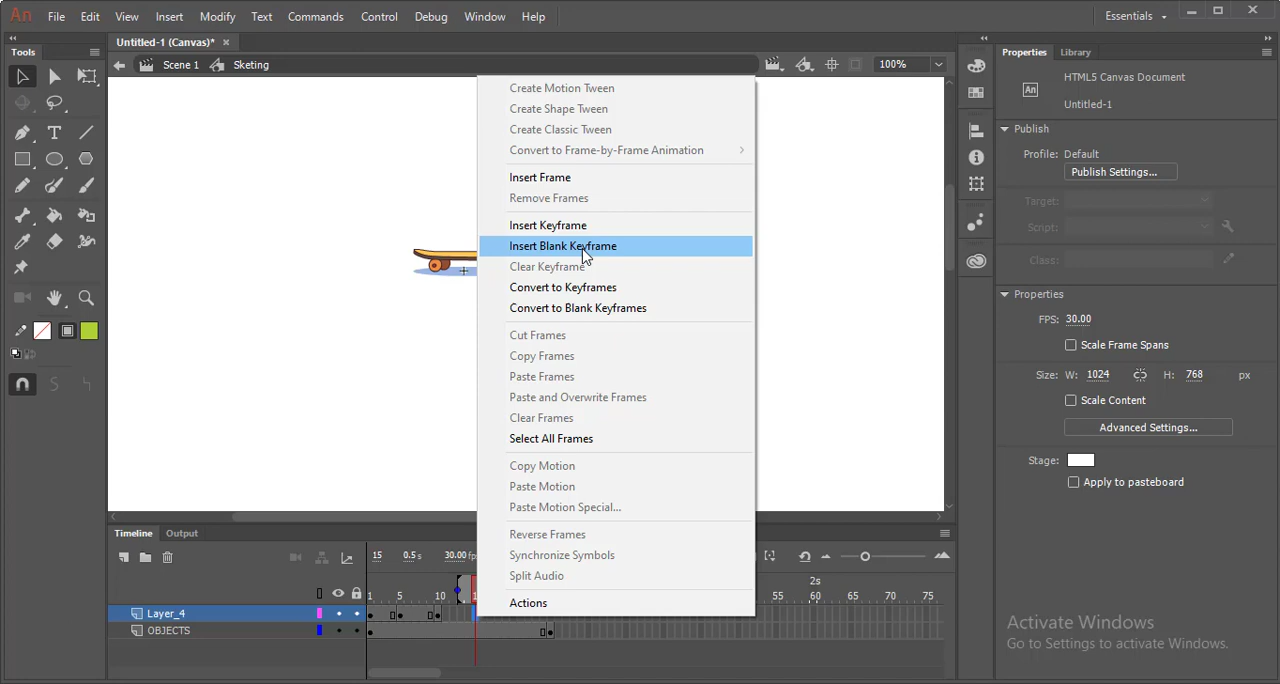 An File Edit View Insert Modify Text Commands Control Debug Window Help Essentials
Tools
Untitled-1 (Canvas)* ×
Scene 1 Sketing 100%
Create Motion Tween
Create Shape Tween
Create Classic Tween
Convert to Frame-by-Frame Animation
Insert Frame
Remove Frames
Insert Keyframe
Insert Blank Keyframe
Clear Keyframe
Convert to Keyframes
Convert to Blank Keyframes
Cut Frames
Copy Frames
Paste Frames
Paste and Overwrite Frames
Clear Frames
Select All Frames
Copy Motion
Paste Motion
Paste Motion Special...
Reverse Frames
Synchronize Symbols
Split Audio
Actions
Properties Library
HTML5 Canvas Document
An
Untitled-1
Publish
Profile: Default
Publish Settings...
Target:
Script:
Class:
Properties
FPS: 30.00
Scale Frame Spans
Size: W: 1024 H: 768 px
Scale Content
Advanced Settings...
Stage:
Apply to pasteboard
Timeline Output
15 0.5 s 30.00
2s
1 5 10 55 60 65 70 75
Layer_4
OBJECTS
Activate Windows
Go to Settings to activate Windows.